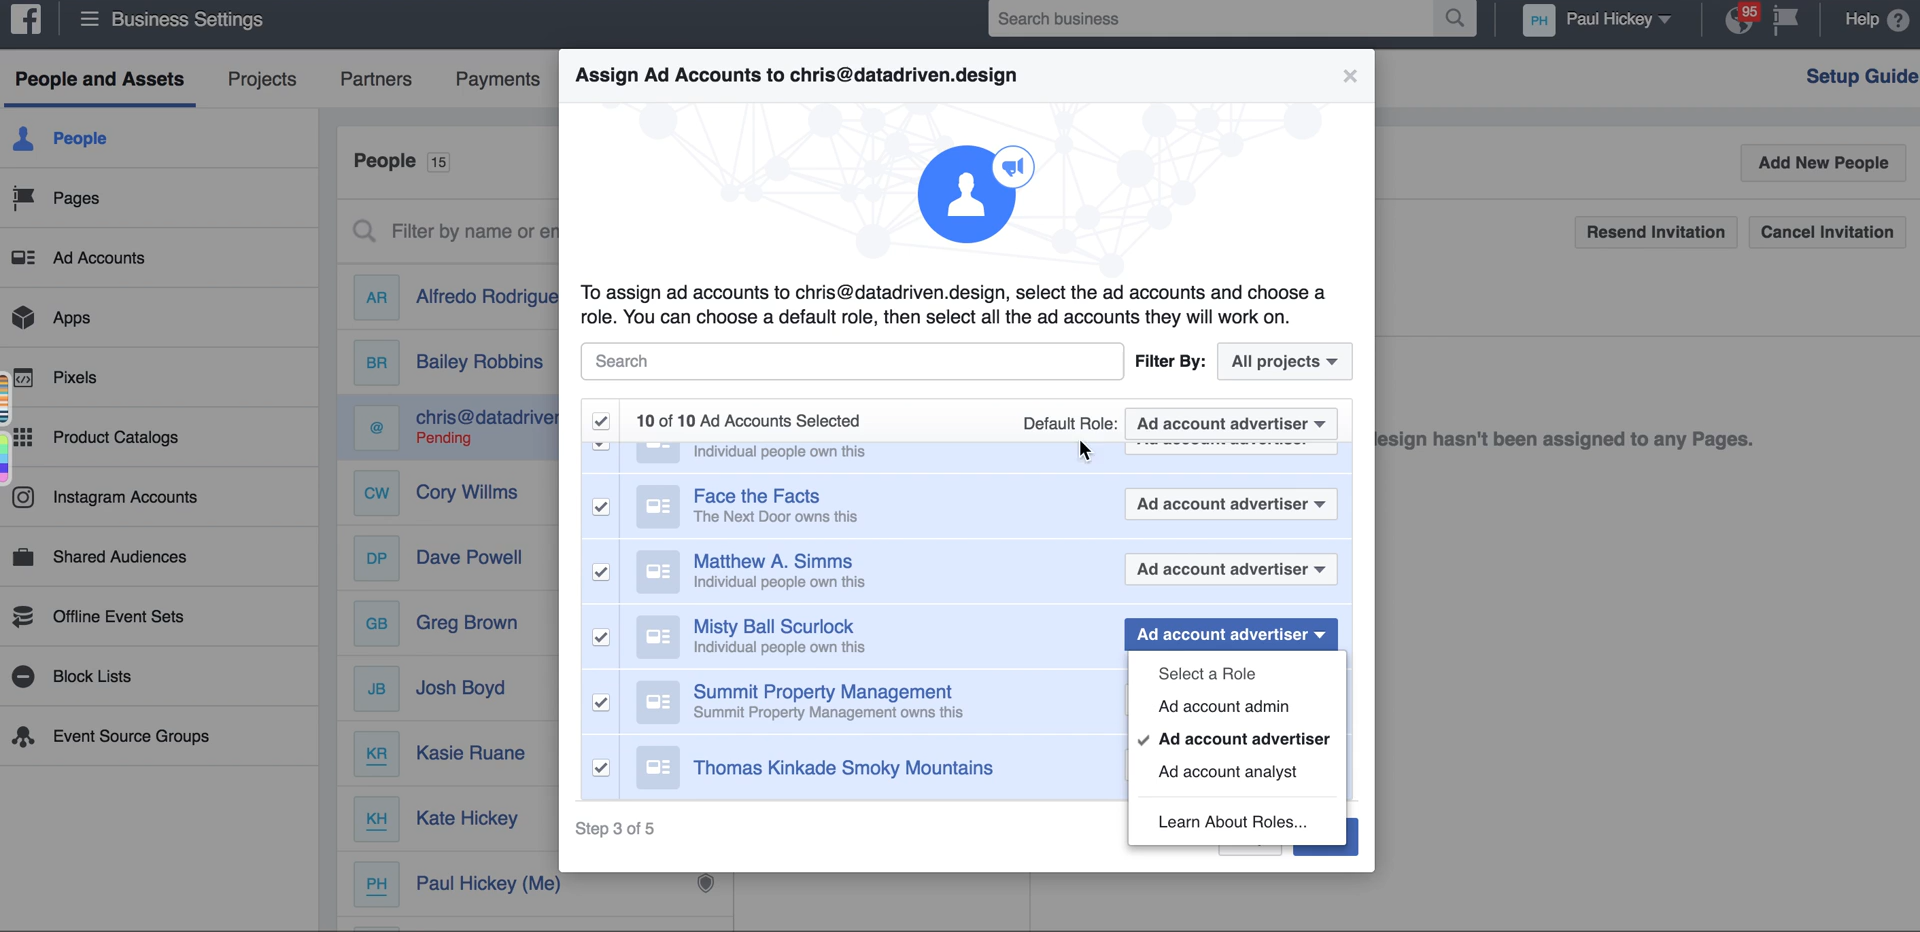 Business Settings
Search business
PH
Paul Hickey
95
Help
?
People and Assets
Projects
Partners
Payments
Setup Guide
People
Pages
Ad Accounts
Apps
Pixels
Product Catalogs
Instagram Accounts
Shared Audiences
Offline Event Sets
Block Lists
Event Source Groups
People 15
Filter by name or em
AR Alfredo Rodrigue
BR Bailey Robbins
@ chris@datadriven
Pending
CW Cory Willms
DP Dave Powell
GB Greg Brown
JB Josh Boyd
KR Kasie Ruane
KH Kate Hickey
PH Paul Hickey (Me)
Assign Ad Accounts to chris@datadriven.design
To assign ad accounts to chris@datadriven.design, select the ad accounts and choose a
role. You can choose a default role, then select all the ad accounts they will work on.
Search
Filter By: All projects
10 of 10 Ad Accounts Selected
Default Role: Ad account advertiser
Individual people own this
Face the Facts
The Next Door owns this
Ad account advertiser
Matthew A. Simms
Individual people own this
Ad account advertiser
Misty Ball Scurlock
Individual people own this
Ad account advertiser
Summit Property Management
Summit Property Management owns this
Thomas Kinkade Smoky Mountains
Select a Role
Ad account admin
Ad account advertiser
Ad account analyst
Learn About Roles...
Step 3 of 5
Add New People
Resend Invitation
Cancel Invitation
esign hasn't been assigned to any Pages.